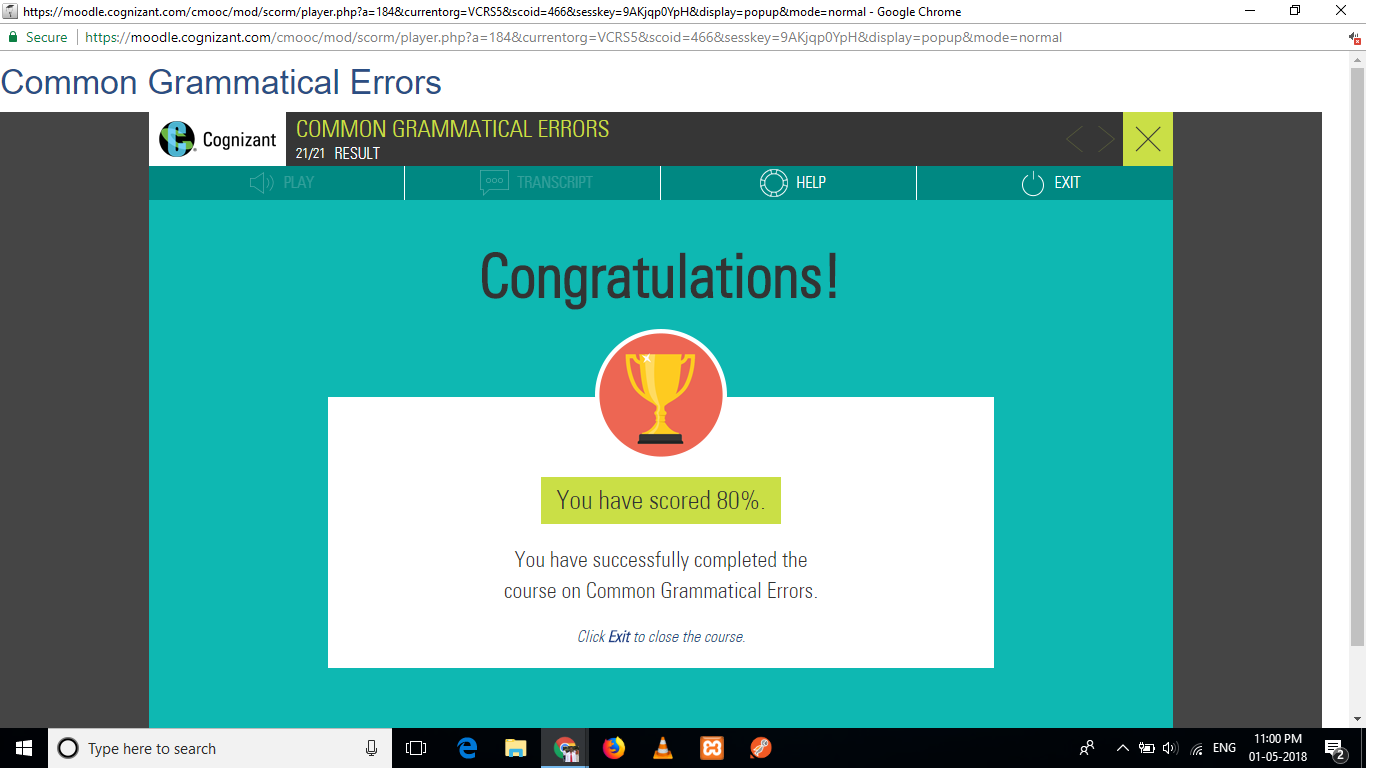 https://moodle.cognizant.com/cmooc/mod/scorm/player.php?a=184&currentorg=VCRS5&scoid=466&sesskey=9AKjqp0YpH&display=popup&mode=normal - Google Chrome
Secure https://moodle.cognizant.com/cmooc/mod/scorm/player.php?a=184&currentorg=VCRS5&scoid=466&sesskey=9AKjqp0YpH&display=popup&mode=normal
Common Grammatical Errors
Cognizant
COMMON GRAMMATICAL ERRORS
21/21 RESULT
PLAY
TRANSCRIPT
HELP
EXIT
Congratulations!
You have scored 80%.
You have successfully completed the
course on Common Grammatical Errors.
Click Exit to close the course.
Type here to search
ENG
11:00 PM
01-05-2018
2